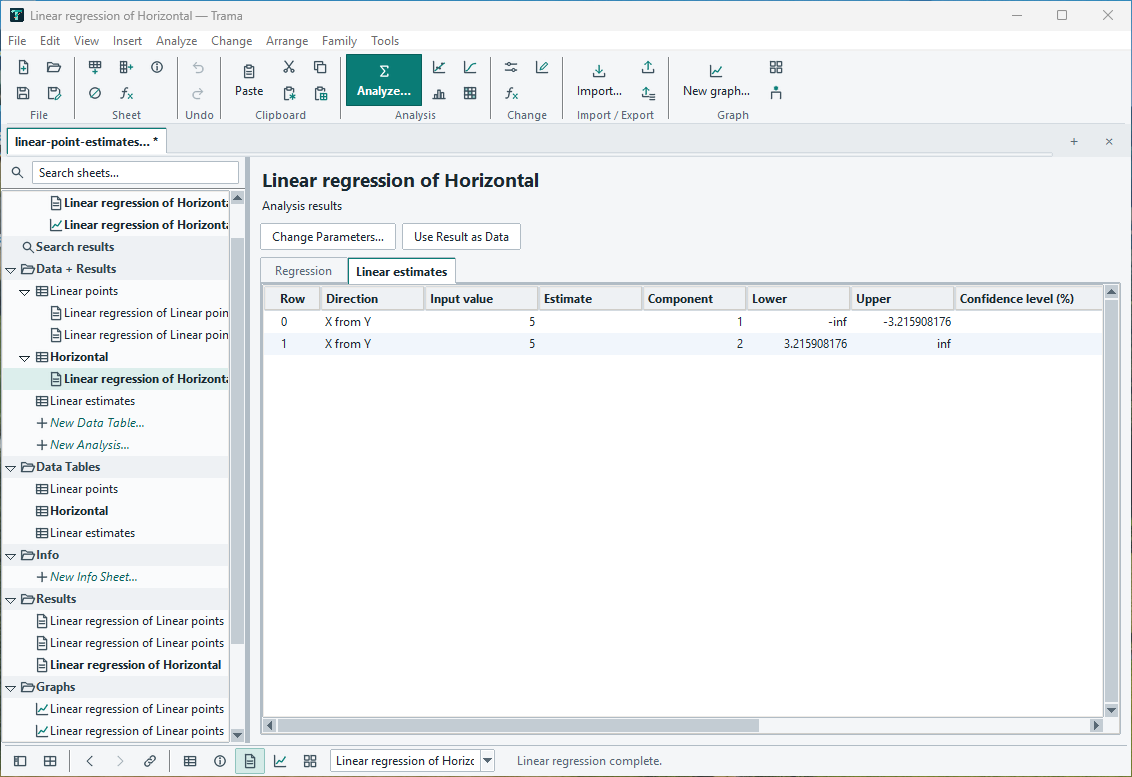 Linear regression of Horizontal — Trama
File Edit View Insert Analyze Change Arrange Family Tools
Paste
Analyze...
Import...
New graph...
File Sheet Undo Clipboard Analysis Change Import / Export Graph
linear-point-estimates... *
Search sheets...
Linear regression of Horizonta
Linear regression of Horizonta
Search results
Data + Results
Linear points
Linear regression of Linear poin
Linear regression of Linear poin
Horizontal
Linear regression of Horizonta
Linear estimates
New Data Table...
New Analysis...
Data Tables
Linear points
Horizontal
Linear estimates
Info
New Info Sheet...
Results
Linear regression of Linear points
Linear regression of Linear points
Linear regression of Horizontal
Graphs
Linear regression of Linear points
Linear regression of Linear points
Linear regression of Horizontal
Analysis results
Change Parameters... Use Result as Data
Regression Linear estimates
Row Direction Input value Estimate Component Lower Upper Confidence level (%)
0 X from Y 5 1 -inf -3.215908176
1 X from Y 5 2 3.215908176 inf
Linear regression of Horizc
Linear regression complete.